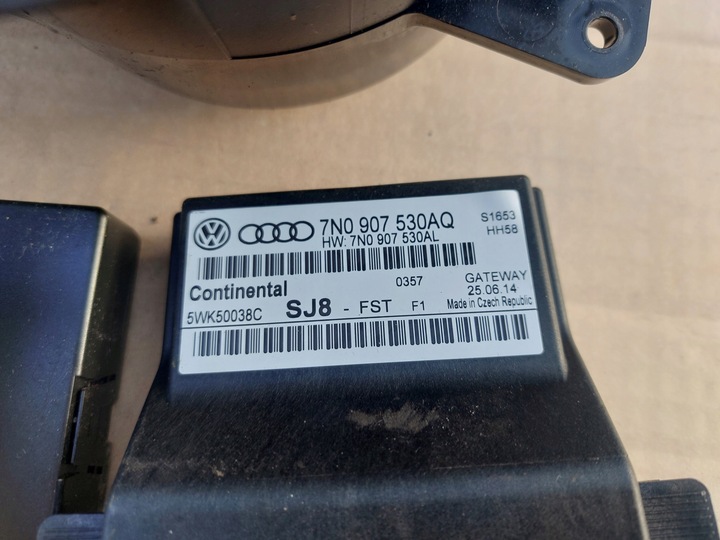 7N0 907 530AQ S1653
HW: 7N0 907 530AL HH58
Continental 0357 GATEWAY
25.06.14
5WK50038C SJ8 - FST F1 Made in Czech Republic